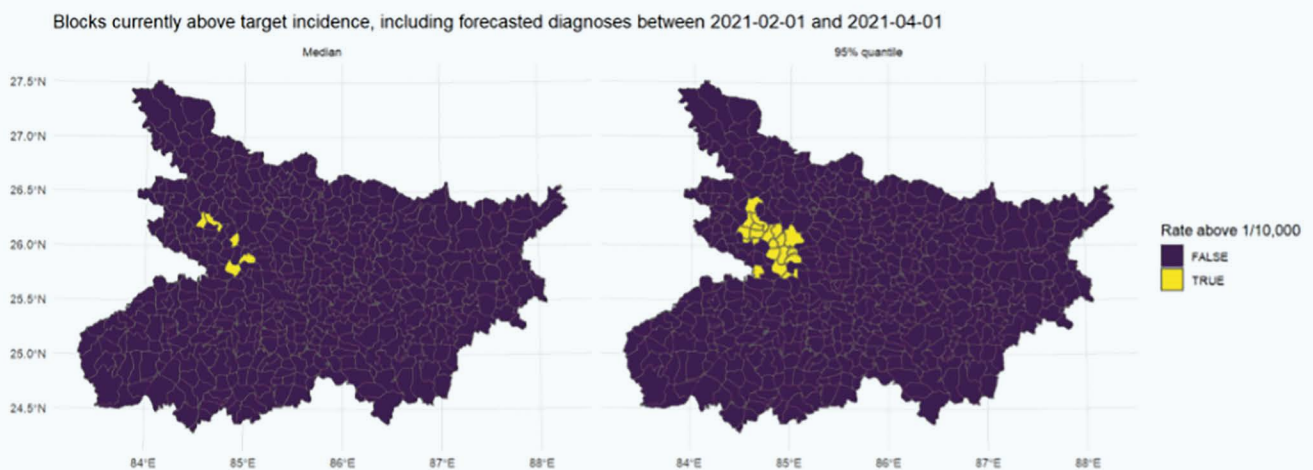 Blocks currently above target incidence, including forecasted diagnoses between 2021-02-01 and 2021-04-01
Median
95% quantile
27.5°N
27.0°N
26.5°N
26.0°N
25.5°N
25.0°N
24.5°N
84°E 85°E 86°E 87°E 88°E
84°E 85°E 86°E 87°E 88°E
Rate above 1/10,000
FALSE
TRUE